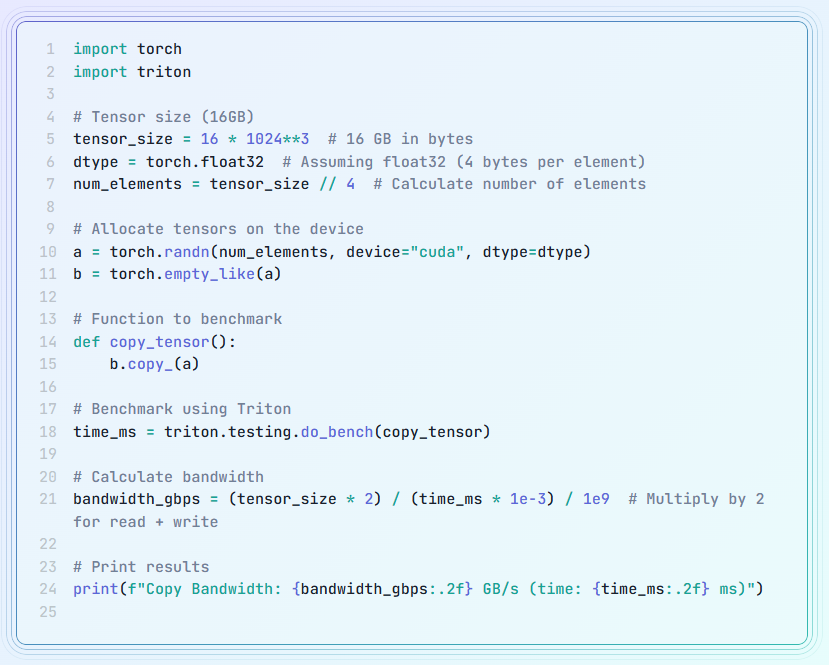 1 import torch
2 import triton
3
4 # Tensor size (16GB)
5 tensor_size = 16 * 1024**3  # 16 GB in bytes
6 dtype = torch.float32  # Assuming float32 (4 bytes per element)
7 num_elements = tensor_size // 4  # Calculate number of elements
8
9 # Allocate tensors on the device
10 a = torch.randn(num_elements, device="cuda", dtype=dtype)
11 b = torch.empty_like(a)
12
13 # Function to benchmark
14 def copy_tensor():
15     b.copy_(a)
16
17 # Benchmark using Triton
18 time_ms = triton.testing.do_bench(copy_tensor)
19
20 # Calculate bandwidth
21 bandwidth_gbps = (tensor_size * 2) / (time_ms * 1e-3) / 1e9  # Multiply by 2
for read + write
22
23 # Print results
24 print(f"Copy Bandwidth: {bandwidth_gbps:.2f} GB/s (time: {time_ms:.2f} ms)")
25